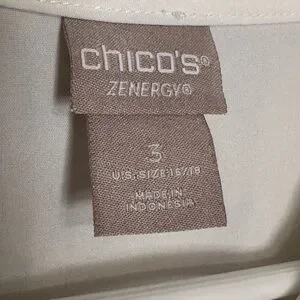 chico's®
ZENERGY®
3
U.S. SIZE 16/18
MADE IN
INDONESIA